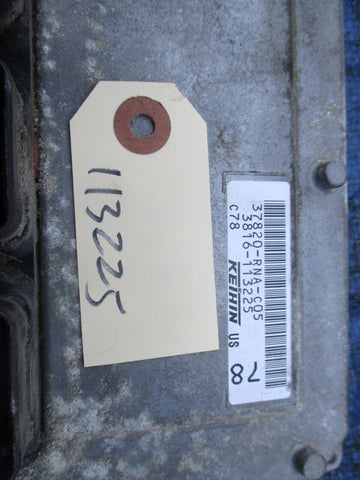 113225
37820-RNA-C05
3816-113225
C78
KEIHIN US
78